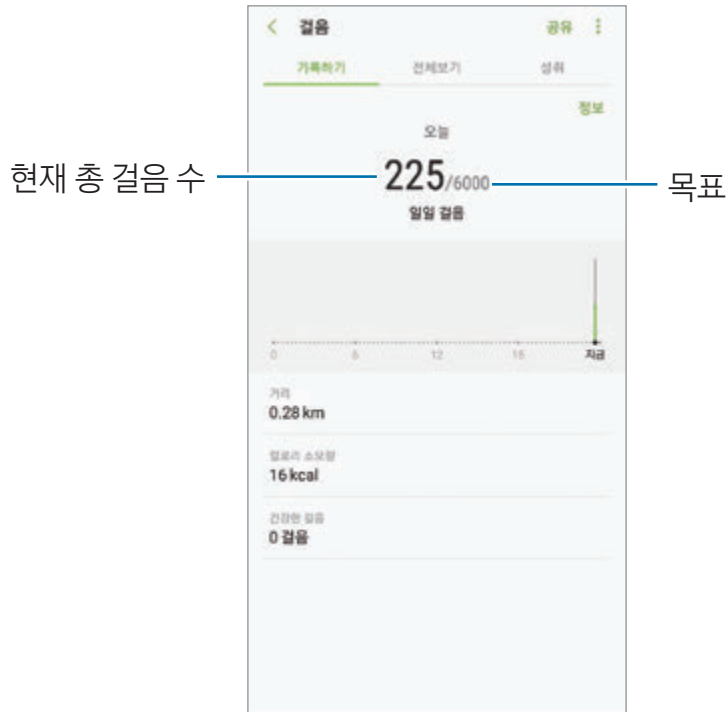 걸음
공유
기록하기 전체보기 성취
정보
오늘
현재 총 걸음 수
225/6000
목표
일일 걸음
0 6 12 18 지금
거리
0.28 km
칼로리 소모량
16 kcal
건강한 걸음
0 걸음